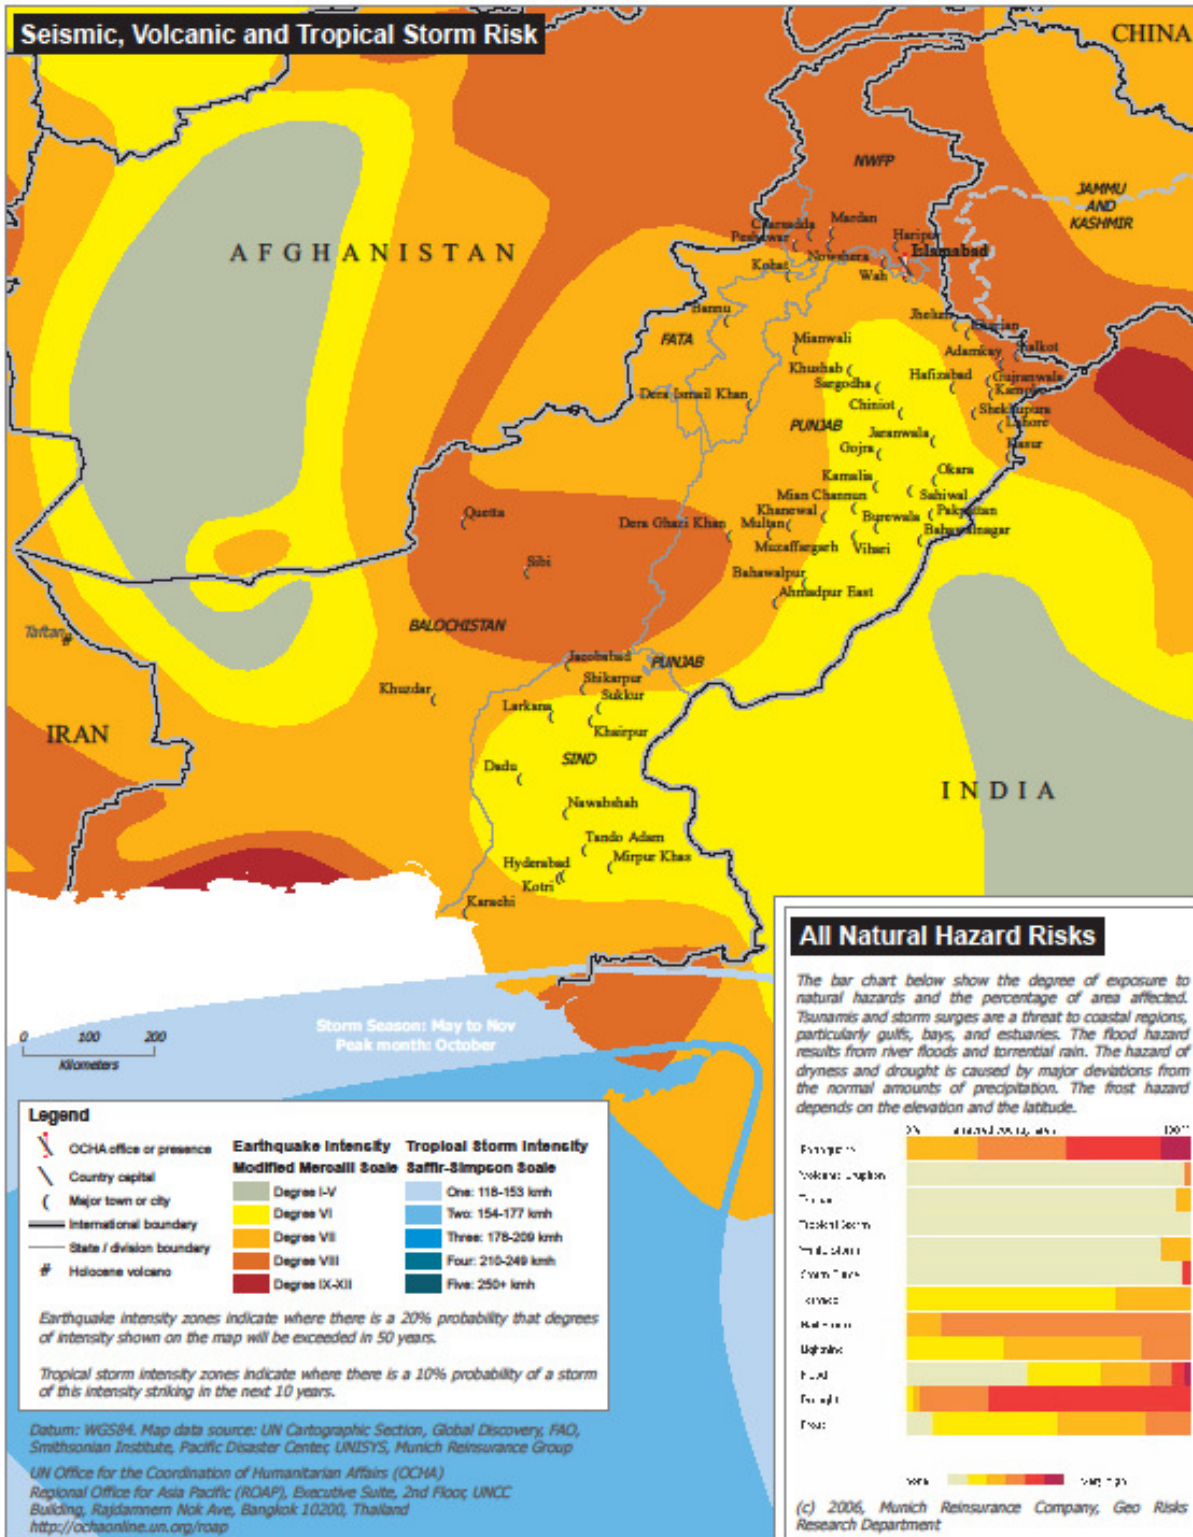 Seismic, Volcanic and Tropical Storm Risk
CHINA
NWFP
JAMMU
AND
KASHMIR
AFGHANISTAN
Charsadda
Mardan
Peshawar
Haripur
Islamabad
Nowshera
Kohat
Wah
Bannu
Jhelum
FATA
Mianwali
Adamkay
Sialkot
Khushab
Hafizabad
Gujranwala
Sargodha
Kamoke
Dera Ismail Khan
Chiniot
Shekhupura
PUNJAB
Lahore
Jaranwala
Kasur
Gojra
Kamalia
Okara
Mian Channun
Sahiwal
Quetta
Khanewal
Pakpattan
Dera Ghazi Khan
Multan
Burewala
Bahawalnagar
Muzaffargarh
Vihari
Sibi
Bahawalpur
Ahmadpur East
Taftan
BALOCHISTAN
Jacobabad
PUNJAB
Shikarpur
Khuzdar
Sukkur
Larkana
IRAN
Khairpur
SIND
Dadu
INDIA
Nawabshah
Tando Adam
Hyderabad
Mirpur Khas
Kotri
Karachi
Storm Season: May to Nov
Peak month: October
0 100 200
Kilometers
Legend
OCHA office or presence
Country capital
Major town or city
International boundary
State / division boundary
Holocene volcano
Earthquake Intensity
Modified Mercalli Scale
Degree I-V
Degree VI
Degree VII
Degree VIII
Degree IX-XII
Tropical Storm Intensity
Saffir-Simpson Scale
One: 118-153 kmh
Two: 154-177 kmh
Three: 178-209 kmh
Four: 210-249 kmh
Five: 250+ kmh
Earthquake intensity zones indicate where there is a 20% probability that degrees
of intensity shown on the map will be exceeded in 50 years.
Tropical storm intensity zones indicate where there is a 10% probability of a storm
of this intensity striking in the next 10 years.
Datum: WGS84. Map data source: UN Cartographic Section, Global Discovery, FAO,
Smithsonian Institute, Pacific Disaster Center, UNISYS, Munich Reinsurance Group
UN Office for the Coordination of Humanitarian Affairs (OCHA)
Regional Office for Asia Pacific (ROAP), Executive Suite, 2nd Floor, UNCC
Building, Rajdamnern Nok Ave, Bangkok 10200, Thailand
http://ochaonline.un.org/roap
All Natural Hazard Risks
The bar chart below show the degree of exposure to
natural hazards and the percentage of area affected.
Tsunamis and storm surges are a threat to coastal regions,
particularly gulfs, bays, and estuaries. The flood hazard
results from river floods and torrential rain. The hazard of
dryness and drought is caused by major deviations from
the normal amounts of precipitation. The frost hazard
depends on the elevation and the latitude.
Volcanic Eruption
Tropical Storm
Lightning
(c) 2006, Munich Reinsurance Company, Geo Risks
Research Department